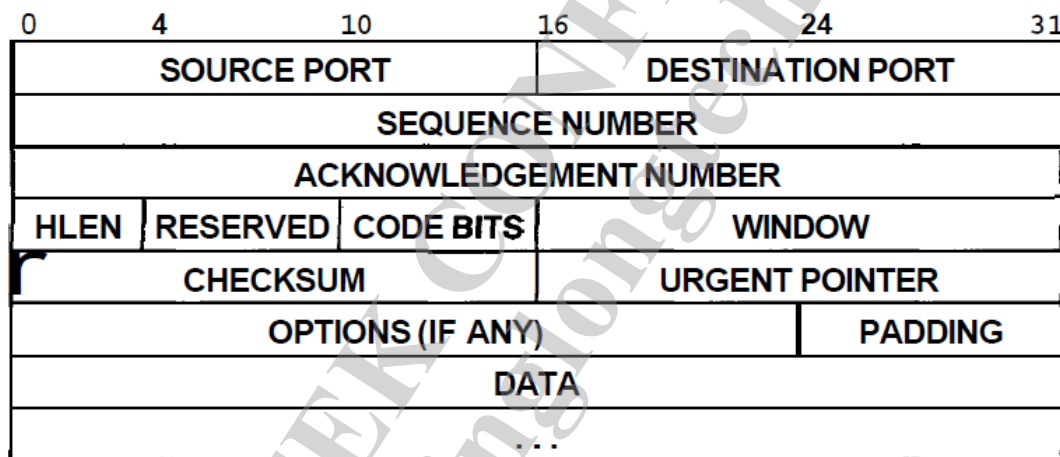 0 4 10 16 24 31
SOURCE PORT DESTINATION PORT
SEQUENCE NUMBER
ACKNOWLEDGEMENT NUMBER
HLEN RESERVED CODE BITS WINDOW
CHECKSUM URGENT POINTER
OPTIONS (IF ANY) PADDING
DATA
...